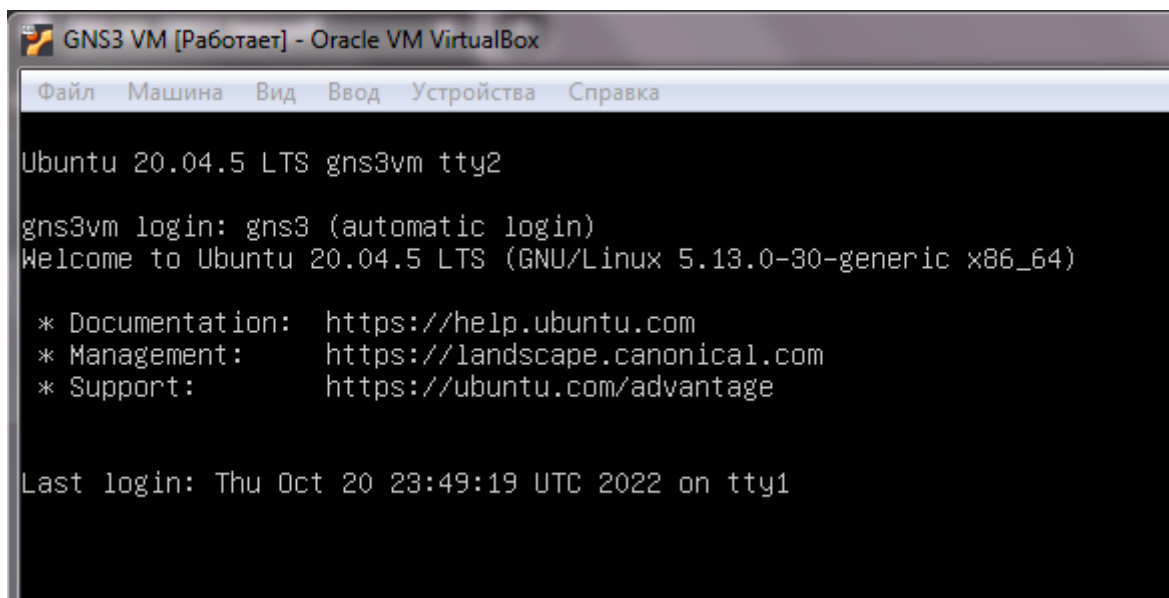 GNS3 VM [Работает] - Oracle VM VirtualBox
Файл Машина Вид Ввод Устройства Справка
Ubuntu 20.04.5 LTS gns3vm tty2
gns3vm login: gns3 (automatic login)
Welcome to Ubuntu 20.04.5 LTS (GNU/Linux 5.13.0-30-generic x86_64)
* Documentation: https://help.ubuntu.com
* Management: https://landscape.canonical.com
* Support: https://ubuntu.com/advantage
Last login: Thu Oct 20 23:49:19 UTC 2022 on tty1